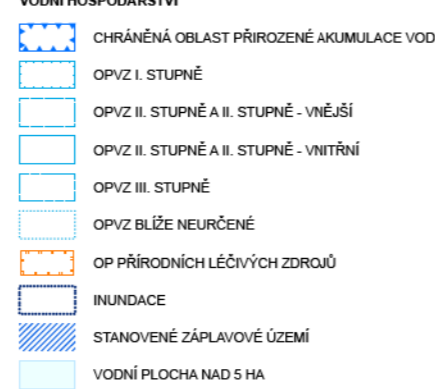 VODNÍ HOSPODÁŘSTVÍ
CHRÁNĚNÁ OBLAST PŘIROZENÉ AKUMULACE VOD
OPVZ I. STUPNĚ
OPVZ II. STUPNĚ A II. STUPNĚ - VNĚJŠÍ
OPVZ II. STUPNĚ A II. STUPNĚ - VNITŘNÍ
OPVZ III. STUPNĚ
OPVZ BLÍŽE NEURČENÉ
OP PŘÍRODNÍCH LÉČIVÝCH ZDROJŮ
INUNDACE
STANOVENÉ ZÁPLAVOVÉ ÚZEMÍ
VODNÍ PLOCHA NAD 5 HA